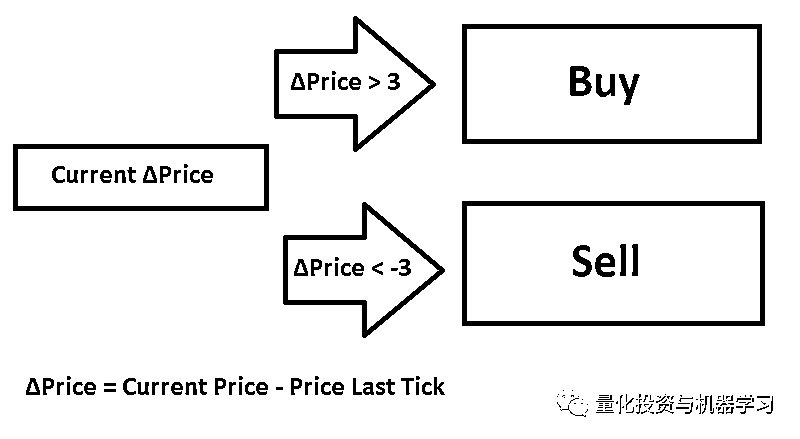 ΔPrice > 3
Buy
Current ΔPrice
ΔPrice < -3
Sell
ΔPrice = Current Price - Price Last Tick
量化投资与机器学习